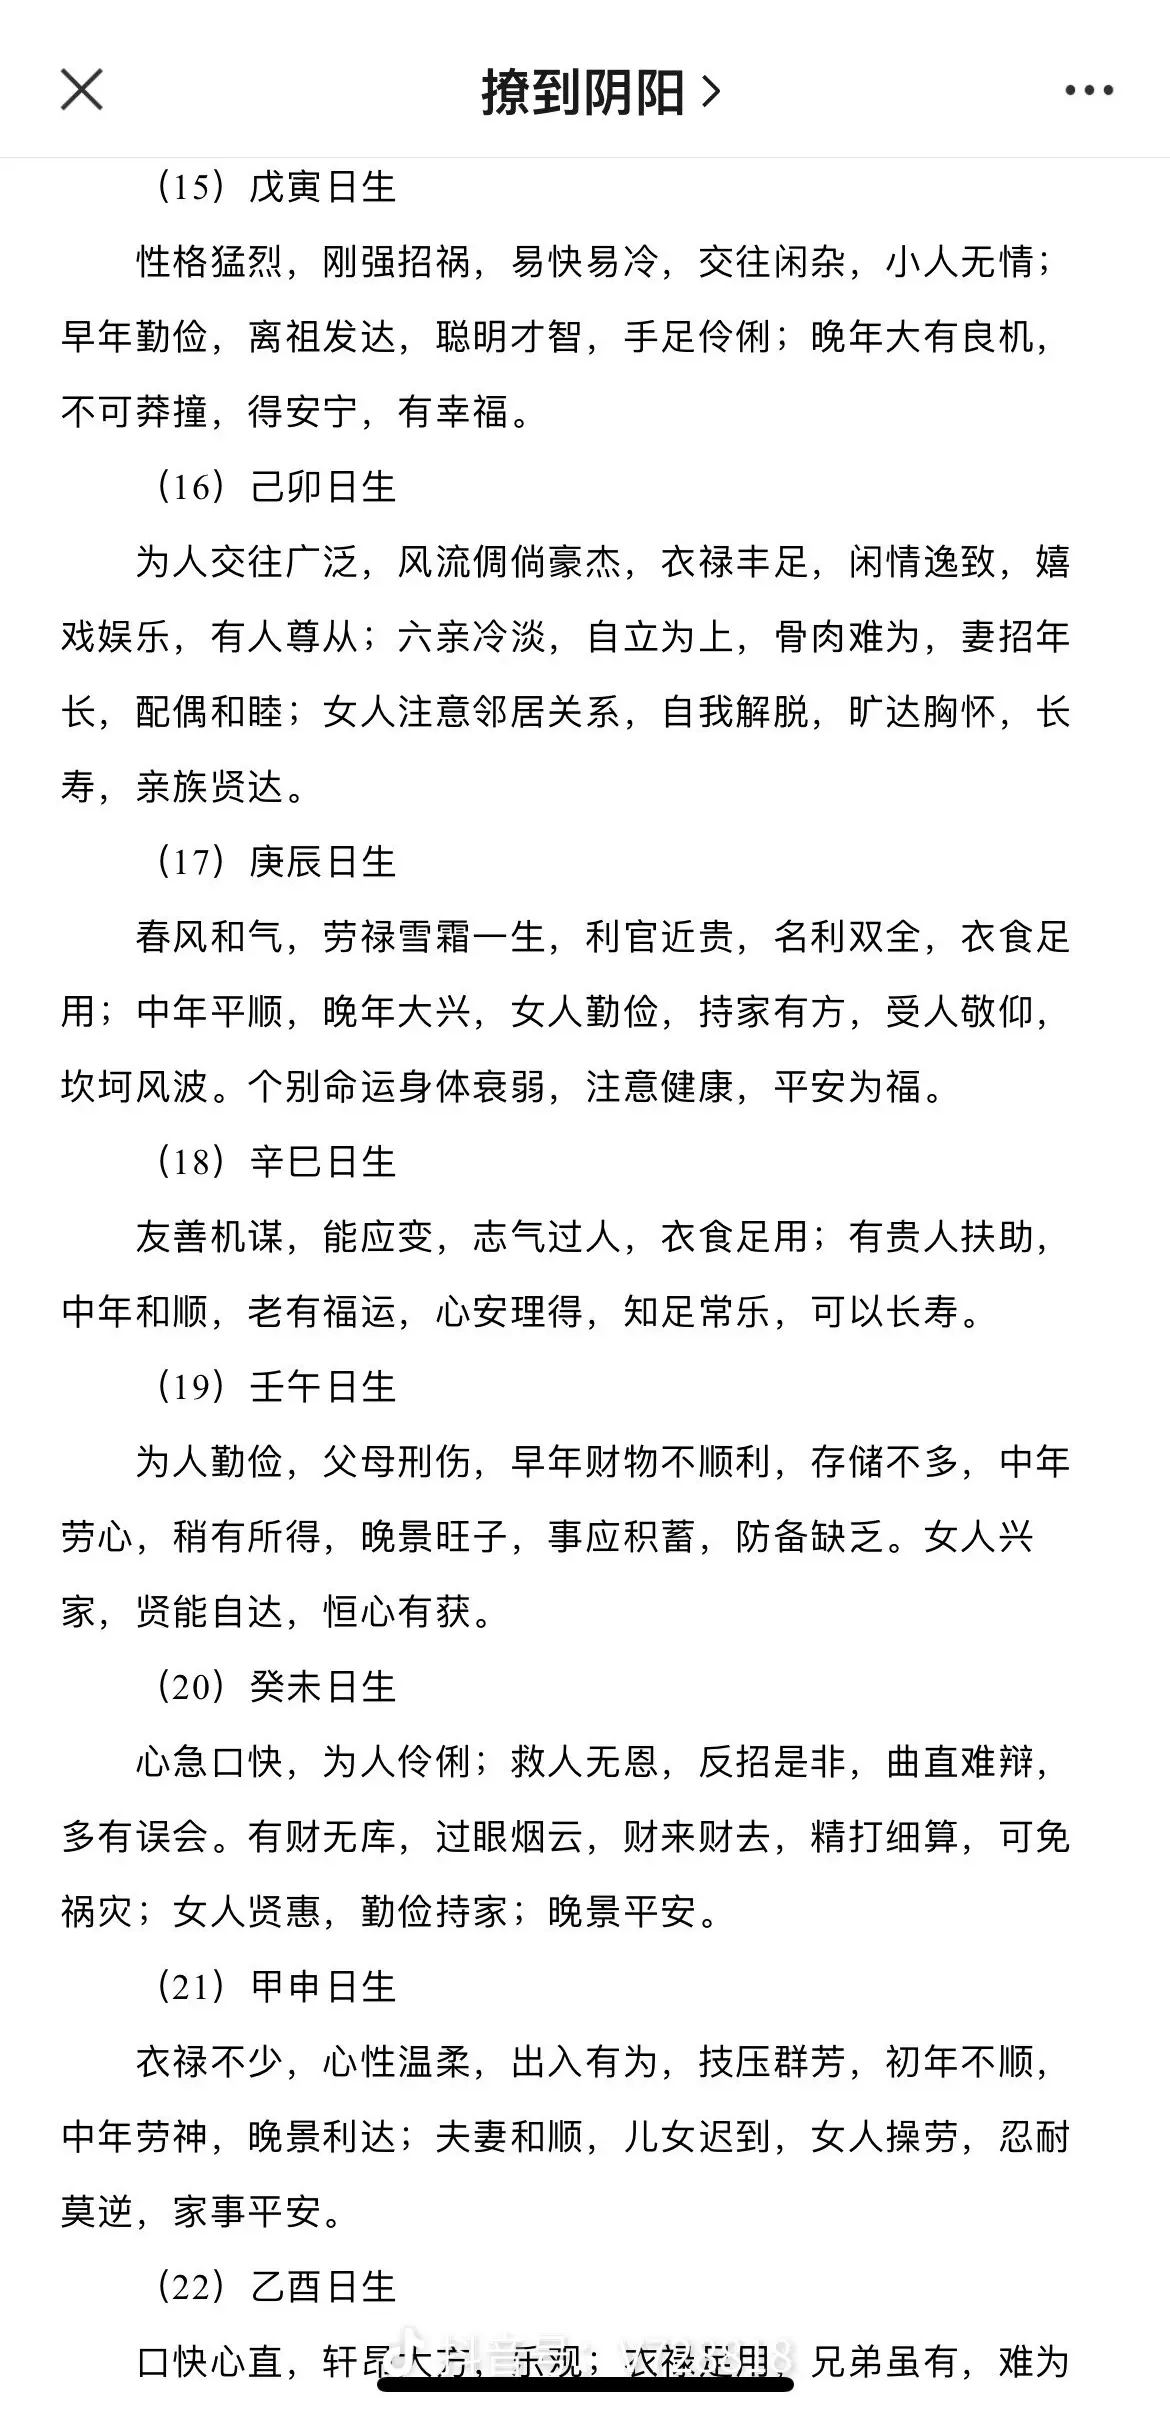 撩到阴阳
（15）戊寅日生
性格猛烈，刚强招祸，易快易冷，交往闲杂，小人无情；
早年勤俭，离祖发达，聪明才智，手足伶俐；晚年大有良机，
不可莽撞，得安宁，有幸福。
（16）己卯日生
为人交往广泛，风流倜倘豪杰，衣禄丰足，闲情逸致，嬉
戏娱乐，有人尊从；六亲冷淡，自立为上，骨肉难为，妻招年
长，配偶和睦；女人注意邻居关系，自我解脱，旷达胸怀，长
寿，亲族贤达。
（17）庚辰日生
春风和气，劳禄雪霜一生，利官近贵，名利双全，衣食足
用；中年平顺，晚年大兴，女人勤俭，持家有方，受人敬仰，
坎坷风波。个别命运身体衰弱，注意健康，平安为福。
（18）辛巳日生
友善机谋，能应变，志气过人，衣食足用；有贵人扶助，
中年和顺，老有福运，心安理得，知足常乐，可以长寿。
（19）壬午日生
为人勤俭，父母刑伤，早年财物不顺利，存储不多，中年
劳心，稍有所得，晚景旺子，事应积蓄，防备缺乏。女人兴
家，贤能自达，恒心有获。
（20）癸未日生
心急口快，为人伶俐；救人无恩，反招是非，曲直难辩，
多有误会。有财无库，过眼烟云，财来财去，精打细算，可免
祸灾；女人贤惠，勤俭持家；晚景平安。
（21）甲申日生
衣禄不少，心性温柔，出入有为，技压群芳，初年不顺，
中年劳神，晚景利达；夫妻和顺，儿女迟到，女人操劳，忍耐
莫逆，家事平安。
（22）乙酉日生
口快心直，轩昂大方，乐观；衣禄足用，兄弟虽有，难为
抖音号：